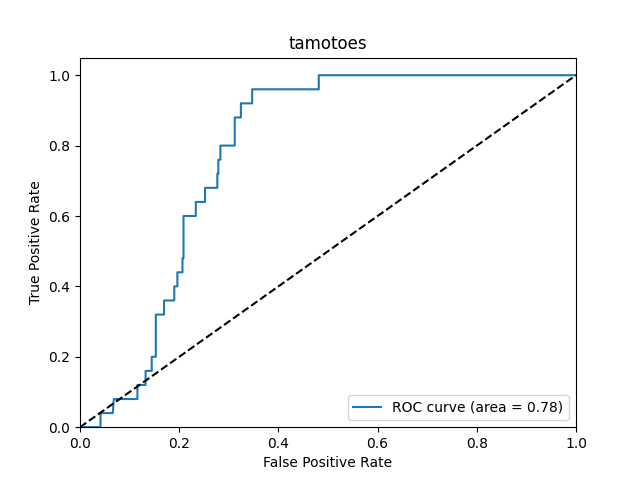 tamotoes
1.0
0.8
0.6
0.4
0.2
0.0
True Positive Rate
ROC curve (area = 0.78)
0.0 0.2 0.4 0.6 0.8 1.0
False Positive Rate